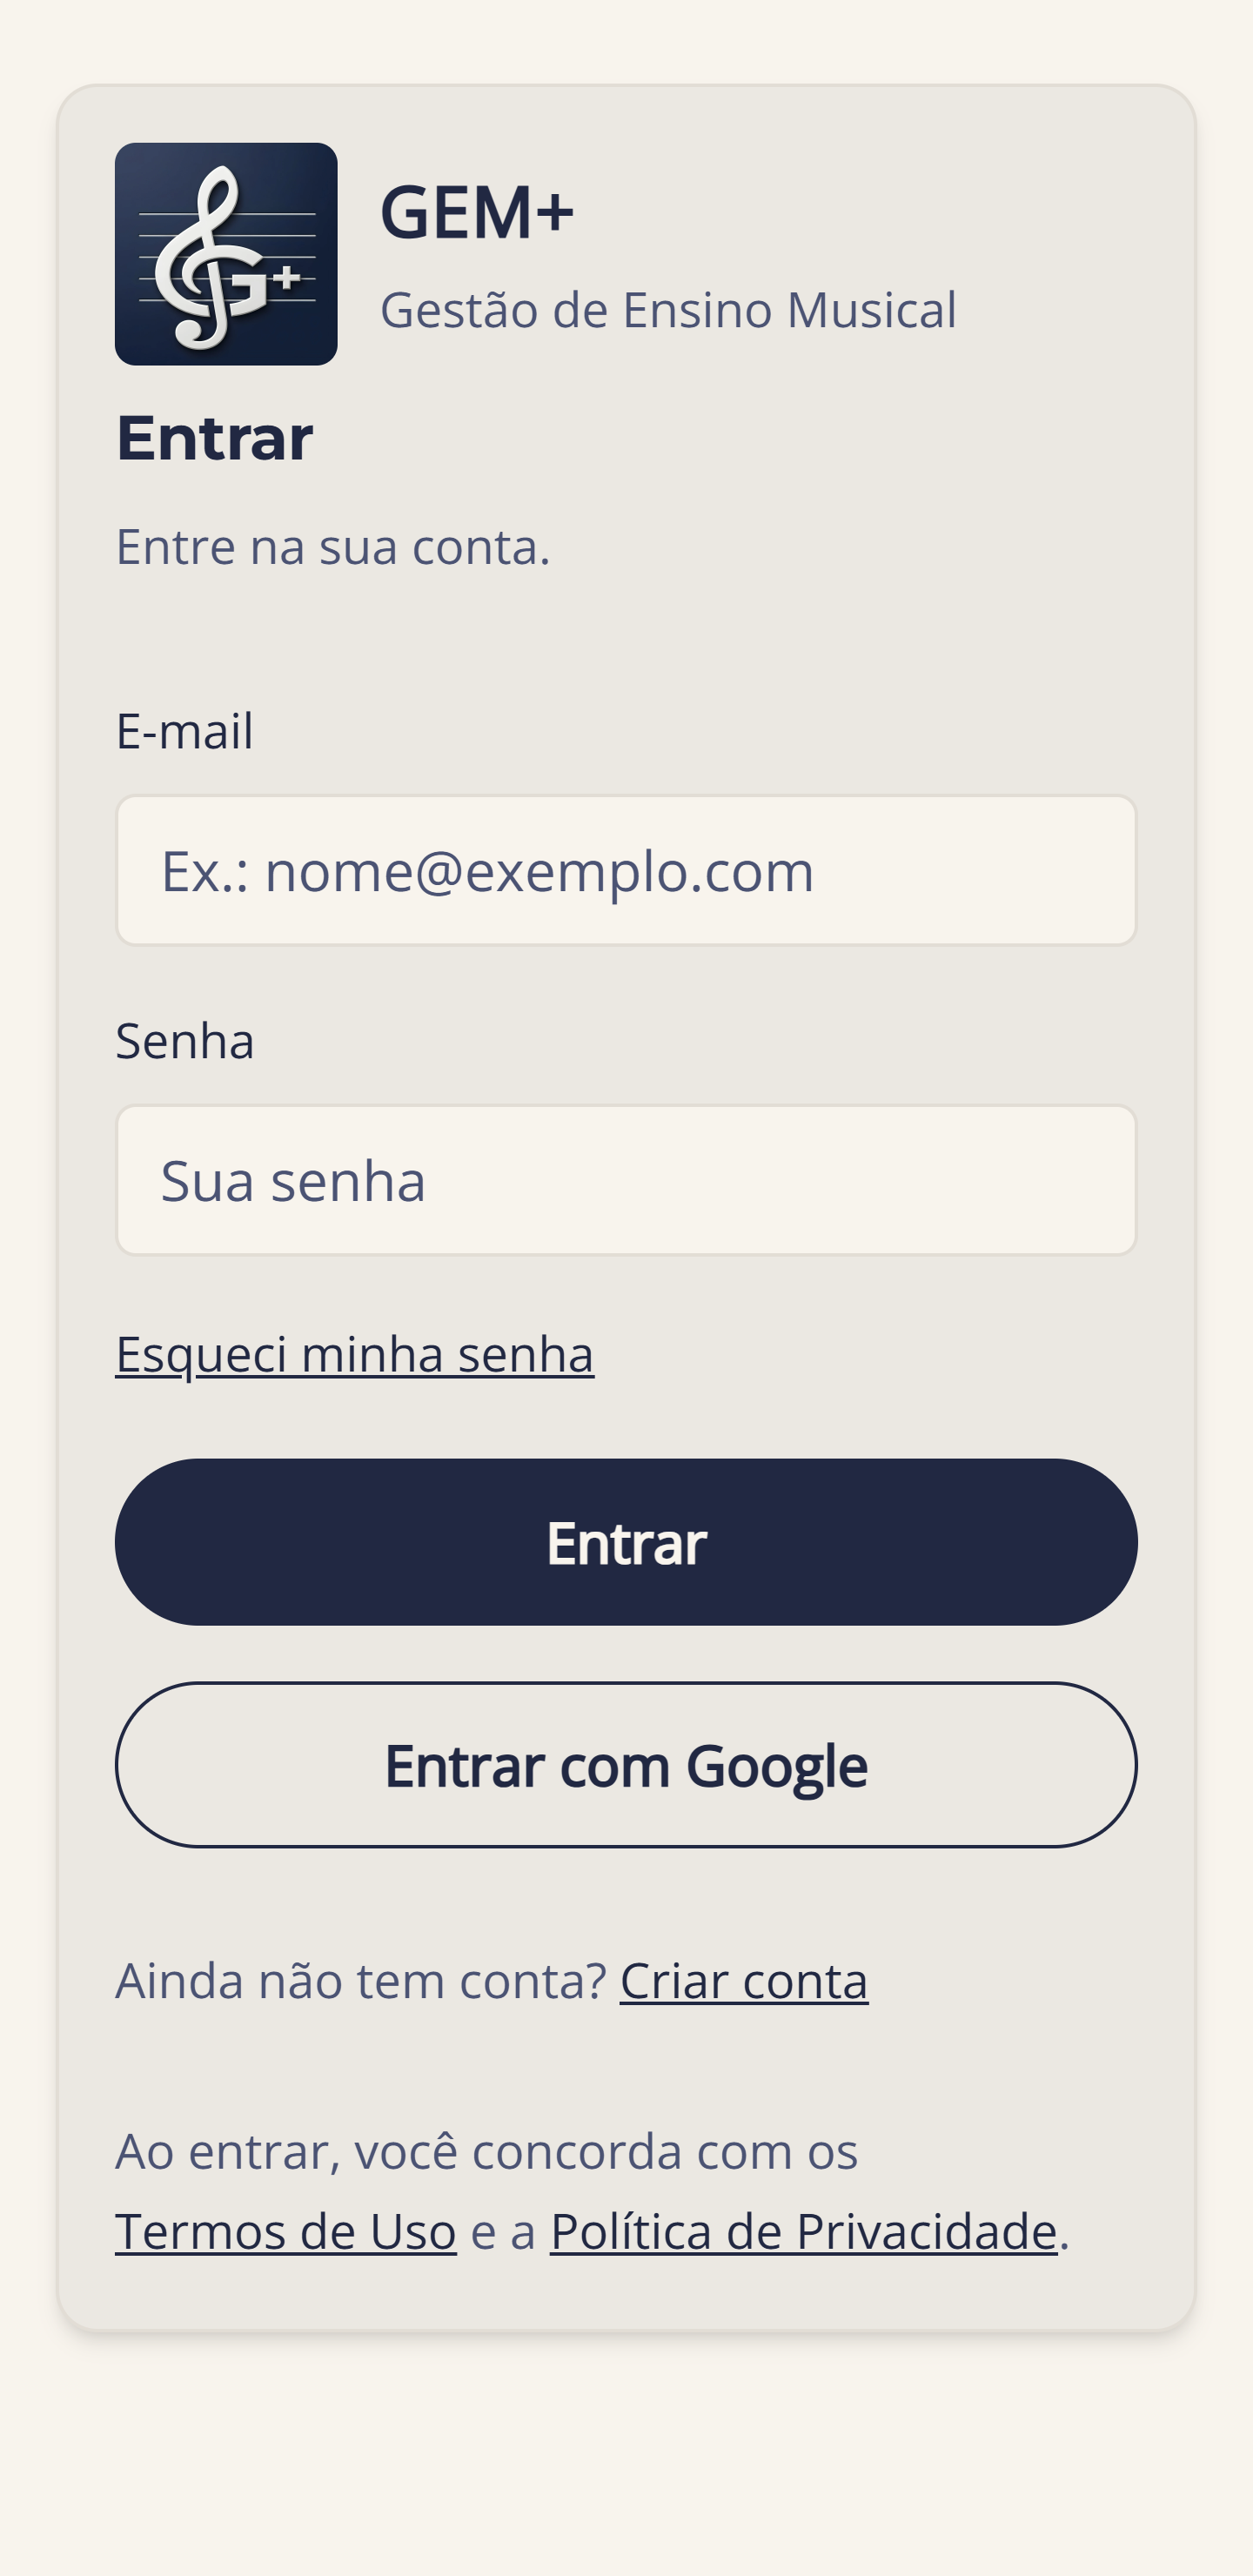 G+
GEM+
Gestão de Ensino Musical
Entrar
Entre na sua conta.
E-mail
Ex.: nome@exemplo.com
Senha
Sua senha
Esqueci minha senha
Entrar
Entrar com Google
Ainda não tem conta? Criar conta
Ao entrar, você concorda com os
Termos de Uso e a Política de Privacidade.